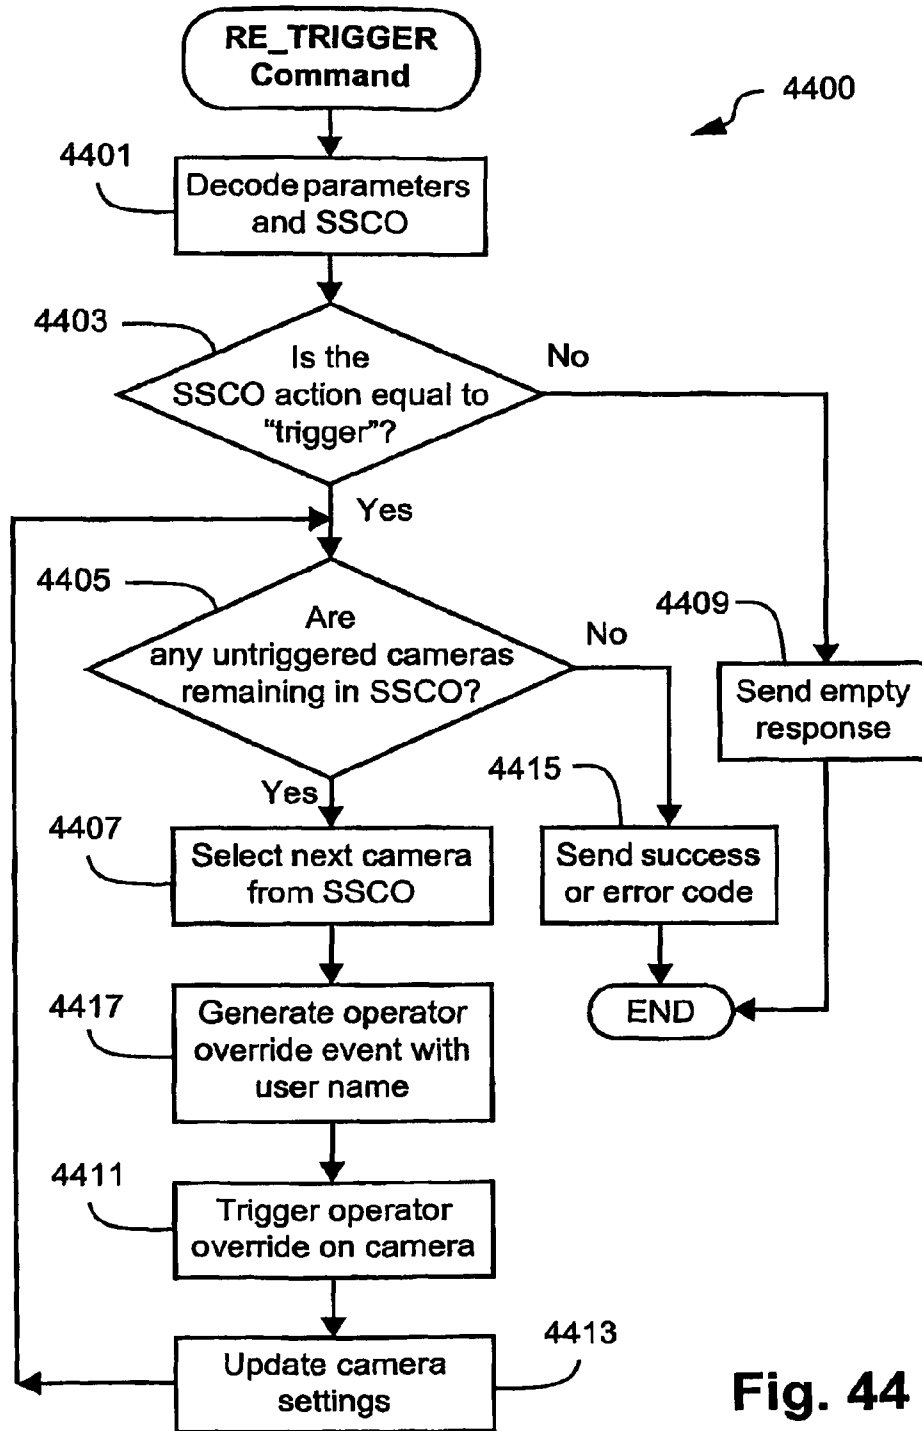 RE_TRIGGER
Command
4400
4401
Decode parameters
and SSCO
4403
Is the
SSCO action equal to
"trigger"?
No
Yes
4405
Are
any untriggered cameras
remaining in SSCO?
No
4409
Send empty
response
Yes
4407
Select next camera
from SSCO
4415
Send success
or error code
4417
Generate operator
override event with
user name
END
4411
Trigger operator
override on camera
4413
Update camera
settings
Fig. 44